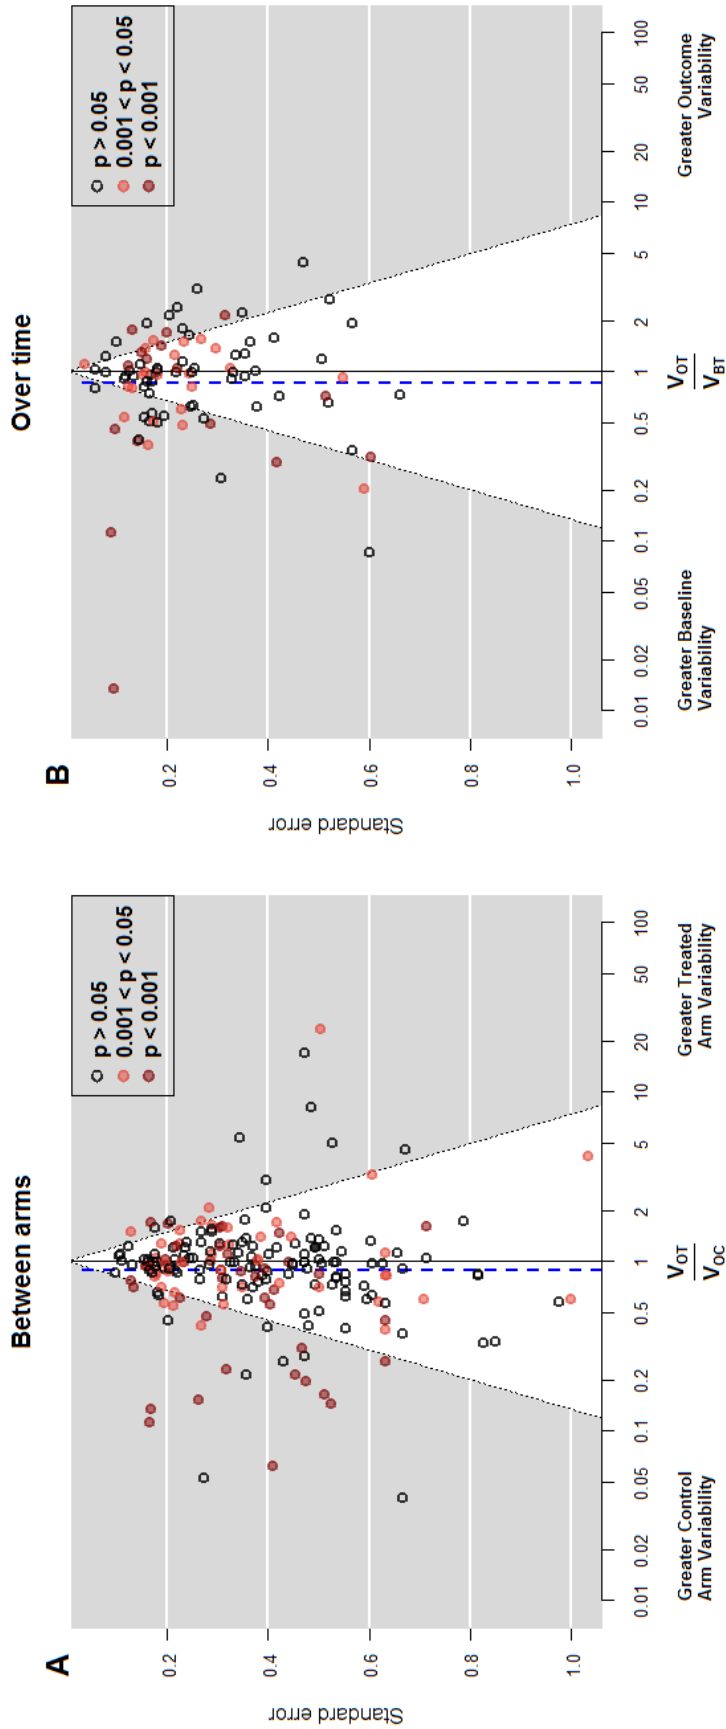 A
Between arms
p > 0.05
0.001 < p < 0.05
p < 0.001
Standard error
0.2
0.4
0.6
0.8
1.0
0.01
0.02
0.05
0.1
0.2
0.5
1
2
5
10
20
50
100
Greater Control
Arm Variability
VOT
VOC
Greater Treated
Arm Variability
B
Over time
p > 0.05
0.001 < p < 0.05
p < 0.001
Standard error
0.2
0.4
0.6
0.8
1.0
0.01
0.02
0.05
0.1
0.2
0.5
1
2
5
10
20
50
100
Greater Baseline
Variability
VOT
VBT
Greater Outcome
Variability